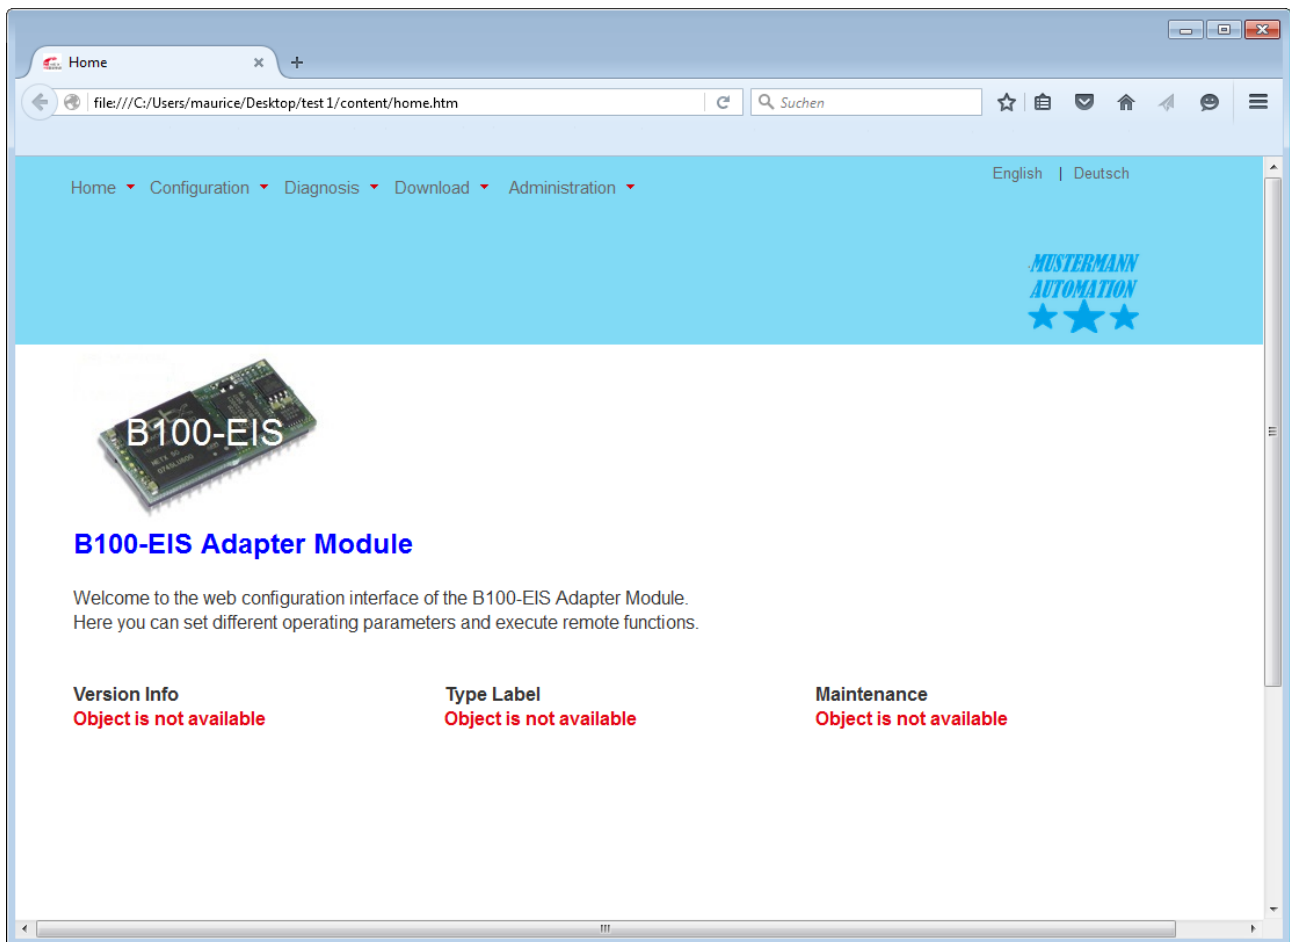 Home
file:///C:/Users/maurice/Desktop/test 1/content/home.htm
Suchen
Home Configuration Diagnosis Download Administration
English | Deutsch
MUSTERMANN
AUTOMATION
B100-EIS
NETX 50
B100-EIS Adapter Module
Welcome to the web configuration interface of the B100-EIS Adapter Module.
Here you can set different operating parameters and execute remote functions.
Version Info Type Label Maintenance
Object is not available Object is not available Object is not available